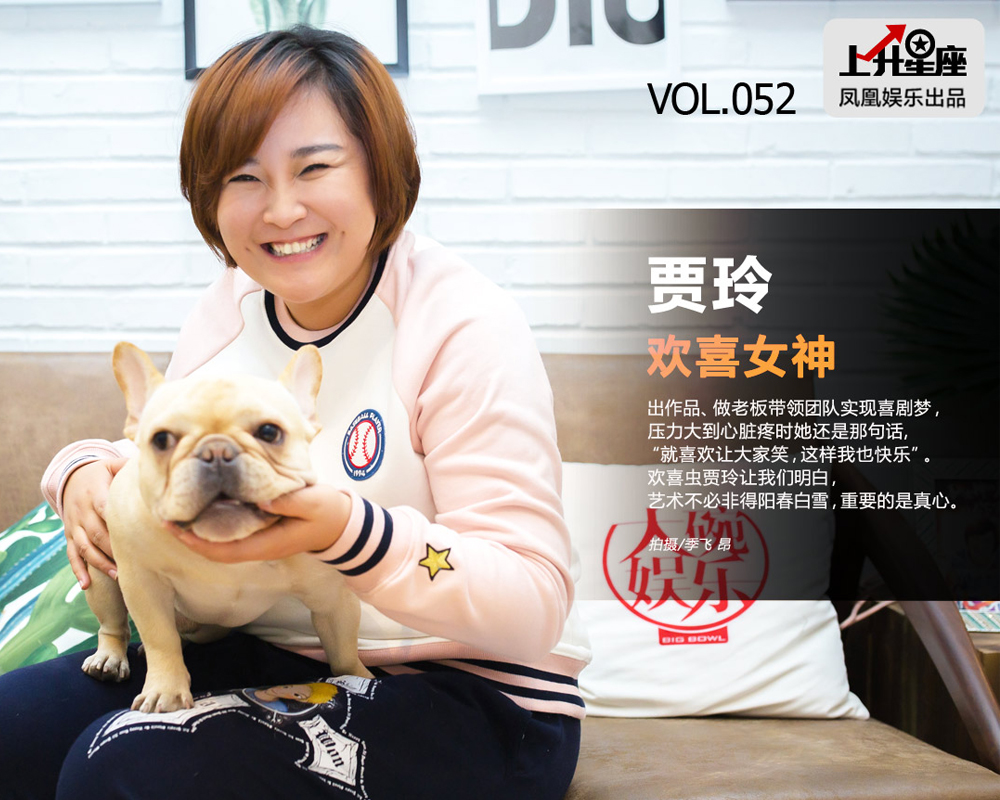 DIO
上升星座
凤凰娱乐出品
VOL.052
贾玲
欢喜女神
出作品、做老板带领团队实现喜剧梦，
压力大到心脏疼时她还是那句话，
“就喜欢让大家笑，这样我也快乐”。
欢喜虫贾玲让我们明白，
艺术不必非得阳春白雪，重要的是真心。
拍摄/季飞昂
BASEBALL
1994
大碗
娱乐
BIG BOWL